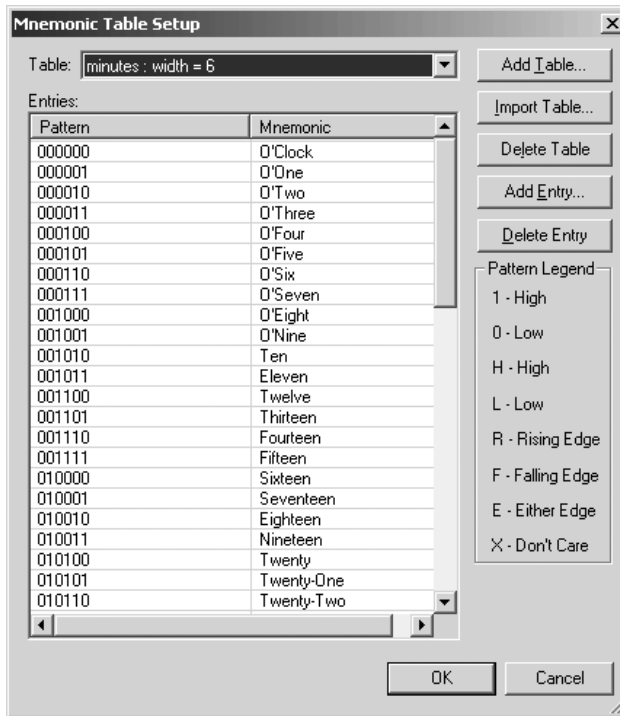 Mnemonic Table Setup
Table: minutes : width = 6
Entries:
Pattern Mnemonic
000000 O'Clock
000001 O'One
000010 O'Two
000011 O'Three
000100 O'Four
000101 O'Five
000110 O'Six
000111 O'Seven
001000 O'Eight
001001 O'Nine
001010 Ten
001011 Eleven
001100 Twelve
001101 Thirteen
001110 Fourteen
001111 Fifteen
010000 Sixteen
010001 Seventeen
010010 Eighteen
010011 Nineteen
010100 Twenty
010101 Twenty-One
010110 Twenty-Two
Add Table...
Import Table...
Delete Table
Add Entry...
Delete Entry
Pattern Legend
1 - High
0 - Low
H - High
L - Low
R - Rising Edge
F - Falling Edge
E - Either Edge
X - Don't Care
OK Cancel